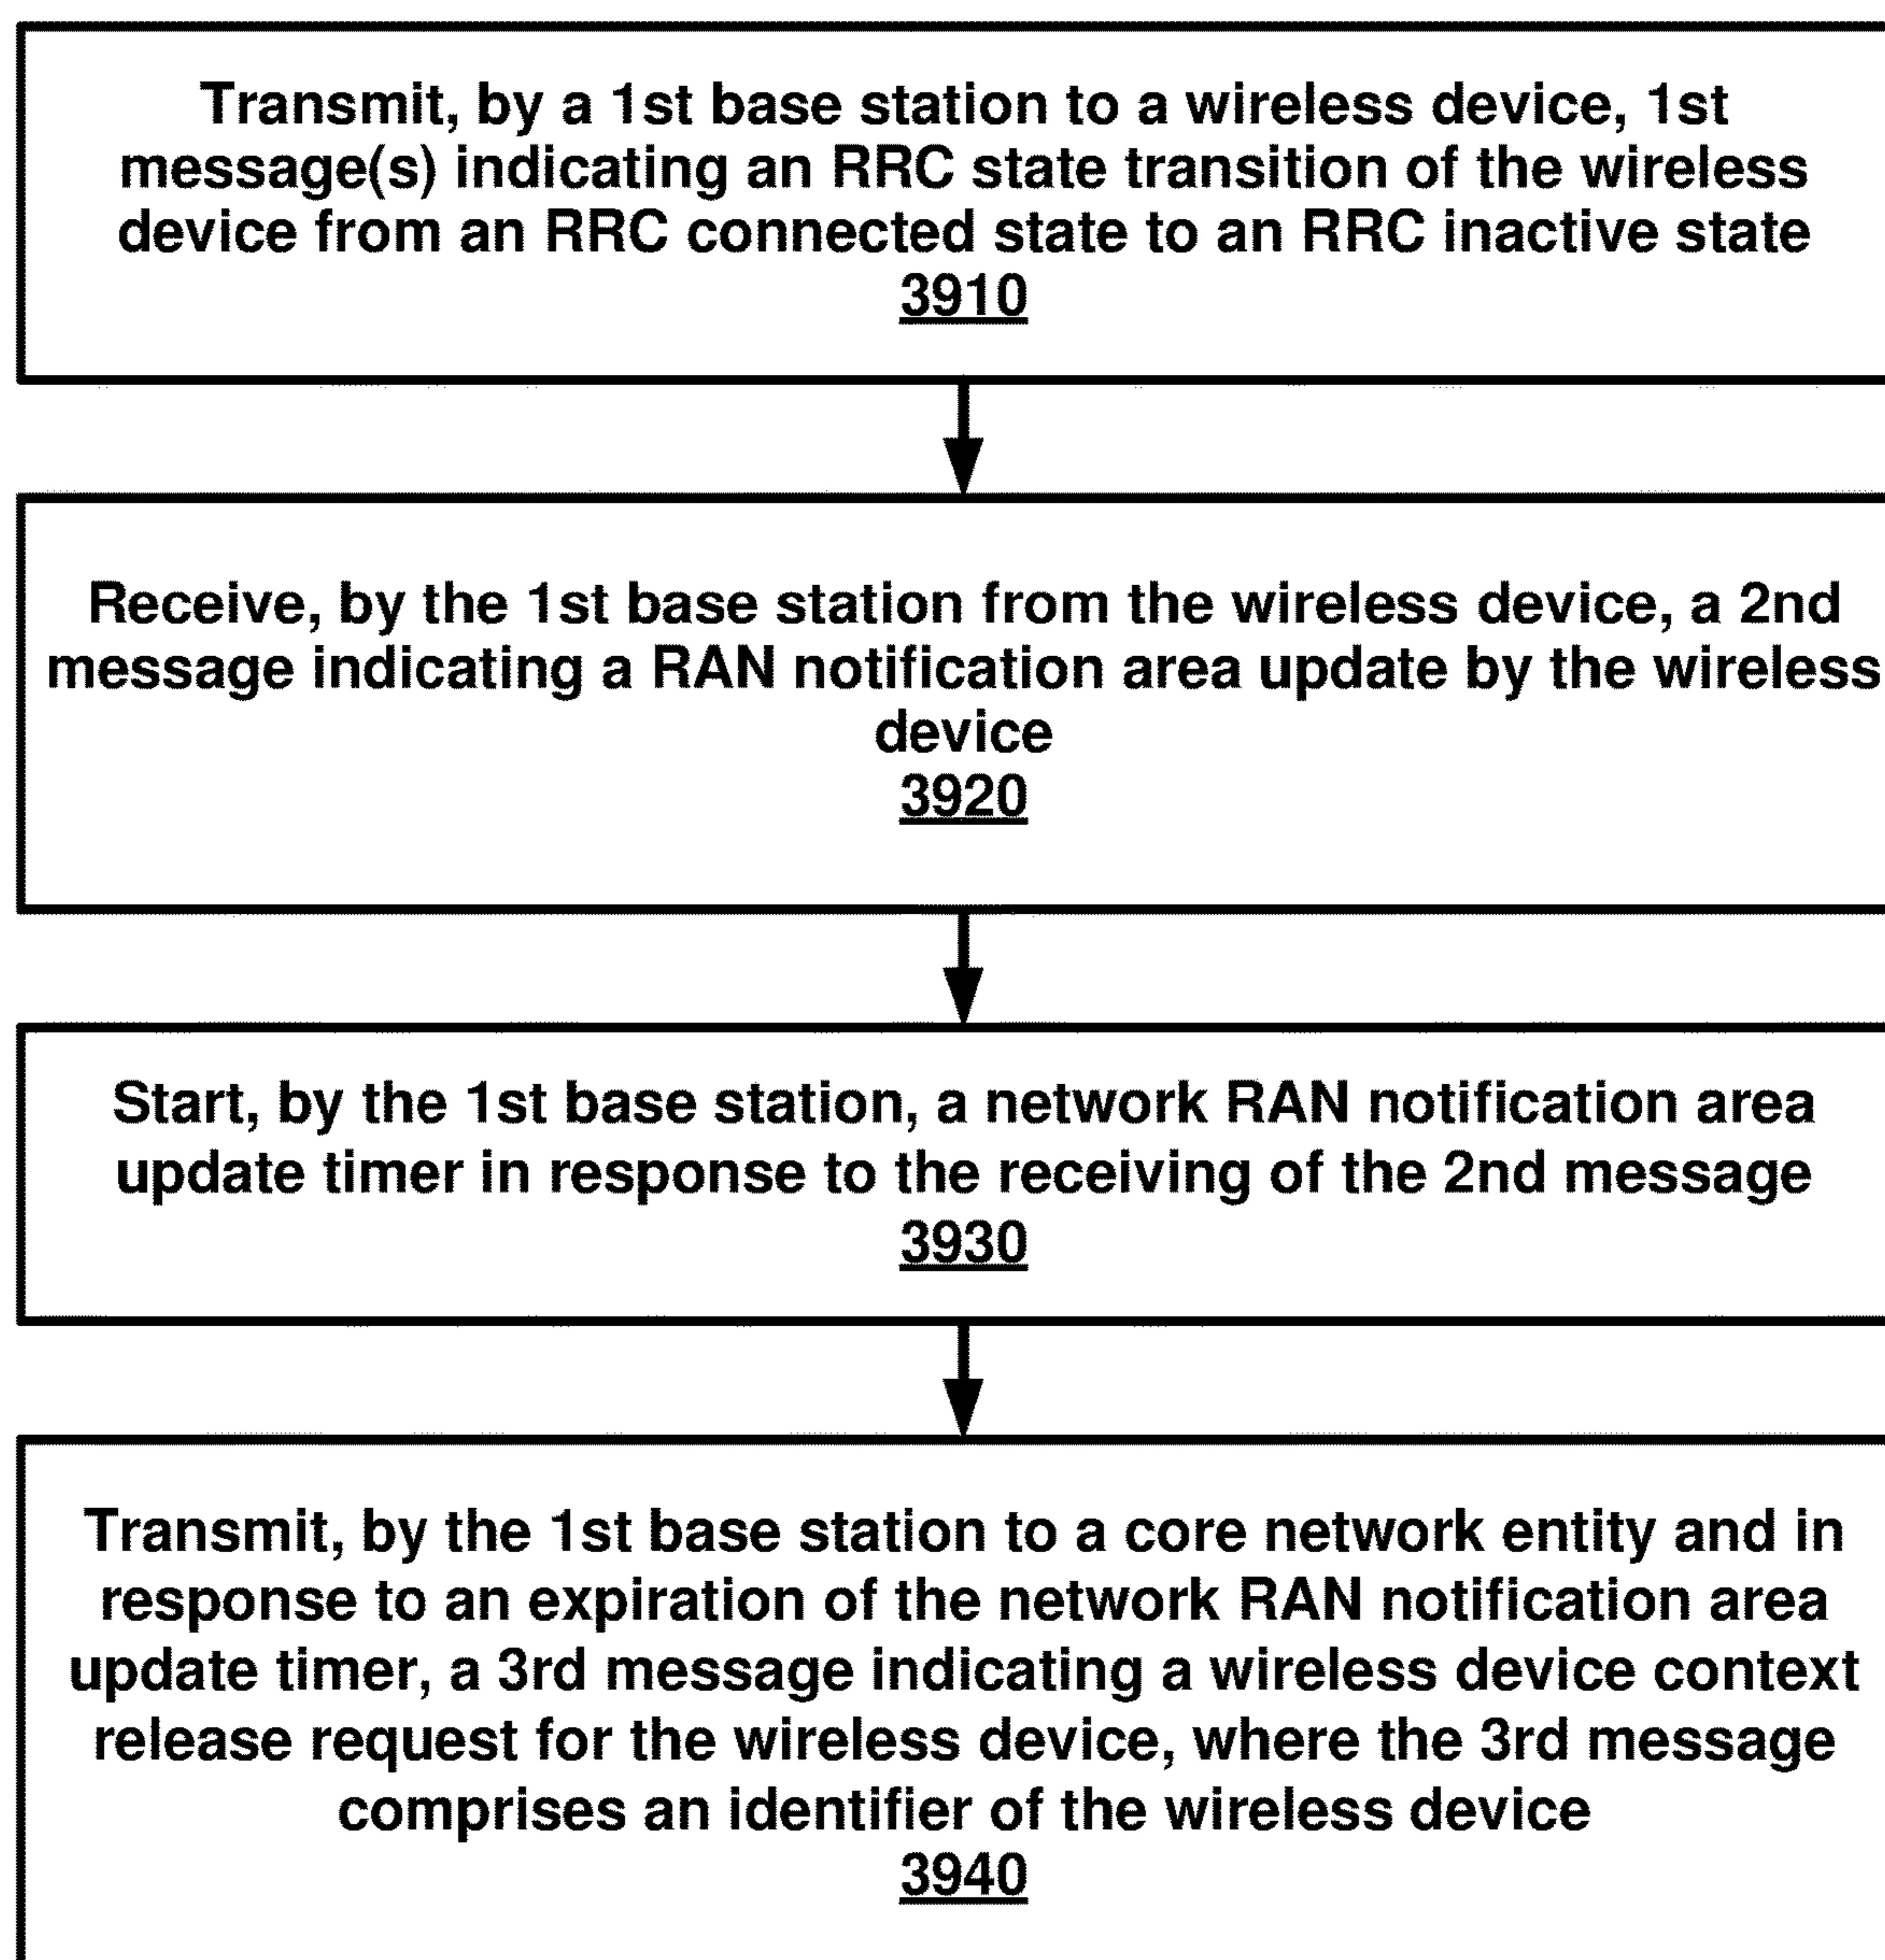 Transmit, by a 1st base station to a wireless device, 1st
message(s) indicating an RRC state transition of the wireless
device from an RRC connected state to an RRC inactive state
3910
Receive, by the 1st base station from the wireless device, a 2nd
message indicating a RAN notification area update by the wireless
device
3920
Start, by the 1st base station, a network RAN notification area
update timer in response to the receiving of the 2nd message
3930
Transmit, by the 1st base station to a core network entity and in
response to an expiration of the network RAN notification area
update timer, a 3rd message indicating a wireless device context
release request for the wireless device, where the 3rd message
comprises an identifier of the wireless device
3940